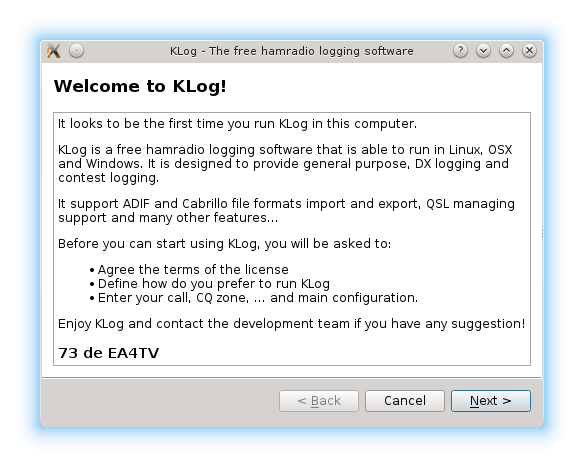 KLog - The free hamradio logging software
Welcome to KLog!
It looks to be the first time you run KLog in this computer.
KLog is a free hamradio logging software that is able to run in Linux, OSX
and Windows. It is designed to provide general purpose, DX logging and
contest logging.
It support ADIF and Cabrillo file formats import and export, QSL managing
support and many other features...
Before you can start using KLog, you will be asked to:
• Agree the terms of the license
• Define how do you prefer to run KLog
• Enter your call, CQ zone, ... and main configuration.
Enjoy KLog and contact the development team if you have any suggestion!
73 de EA4TV
< Back Cancel Next >